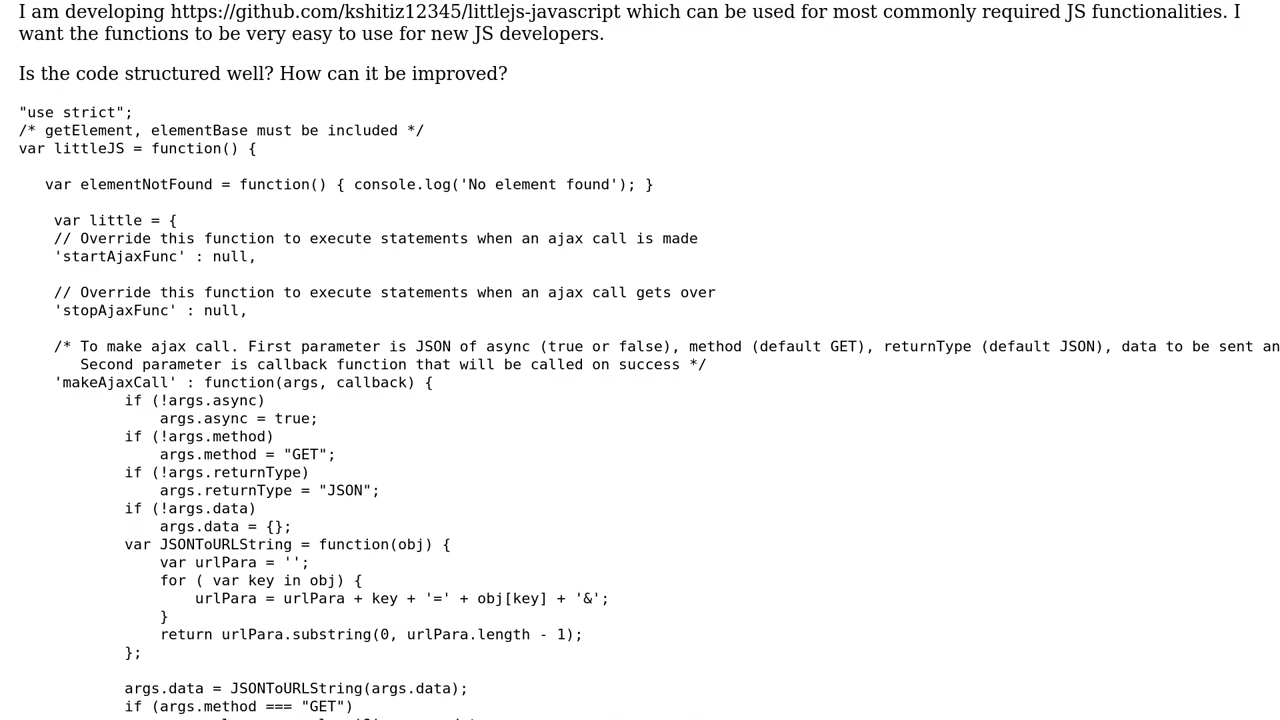 I am developing https://github.com/kshitiz12345/littlejs-javascript which can be used for most commonly required JS functionalities. I
want the functions to be very easy to use for new JS developers.
Is the code structured well? How can it be improved?
"use strict";
/* getElement, elementBase must be included */
var littleJS = function() {
var elementNotFound = function() { console.log('No element found'); }
var little = {
// Override this function to execute statements when an ajax call is made
'startAjaxFunc' : null,
// Override this function to execute statements when an ajax call gets over
'stopAjaxFunc' : null,
/* To make ajax call. First parameter is JSON of async (true or false), method (default GET), returnType (default JSON), data to be sent an
Second parameter is callback function that will be called on success */
'makeAjaxCall' : function(args, callback) {
if (!args.async)
args.async = true;
if (!args.method)
args.method = "GET";
if (!args.returnType)
args.returnType = "JSON";
if (!args.data)
args.data = {};
var JSONToURLString = function(obj) {
var urlPara = '';
for ( var key in obj) {
urlPara = urlPara + key + '=' + obj[key] + '&';
}
return urlPara.substring(0, urlPara.length - 1);
};
args.data = JSONToURLString(args.data);
if (args.method === "GET")